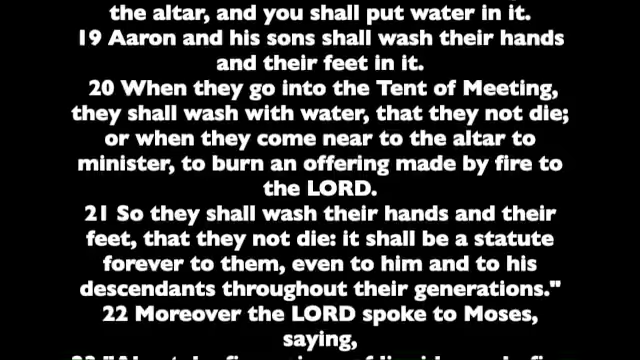 the altar, and you shall put water in it.
19 Aaron and his sons shall wash their hands
and their feet in it.
20 When they go into the Tent of Meeting,
they shall wash with water, that they not die;
or when they come near to the altar to
minister, to burn an offering made by fire to
the LORD.
21 So they shall wash their hands and their
feet, that they not die: it shall be a statute
forever to them, even to him and to his
descendants throughout their generations."
22 Moreover the LORD spoke to Moses,
saying,